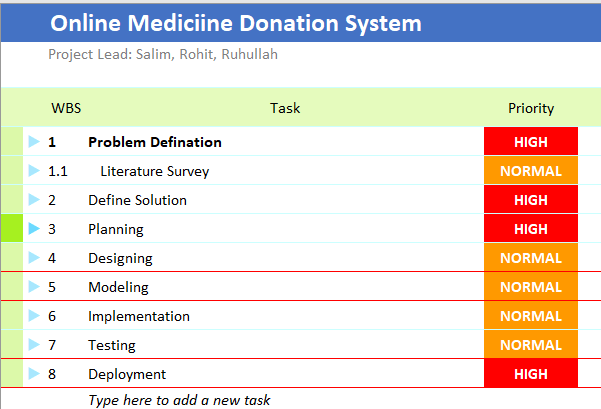 Online Mediciine Donation System
Project Lead: Salim, Rohit, Ruhullah
WBS Task Priority
1 Problem Defination HIGH
1.1 Literature Survey NORMAL
2 Define Solution HIGH
3 Planning HIGH
4 Designing NORMAL
5 Modeling NORMAL
6 Implementation NORMAL
7 Testing NORMAL
8 Deployment HIGH
Type here to add a new task